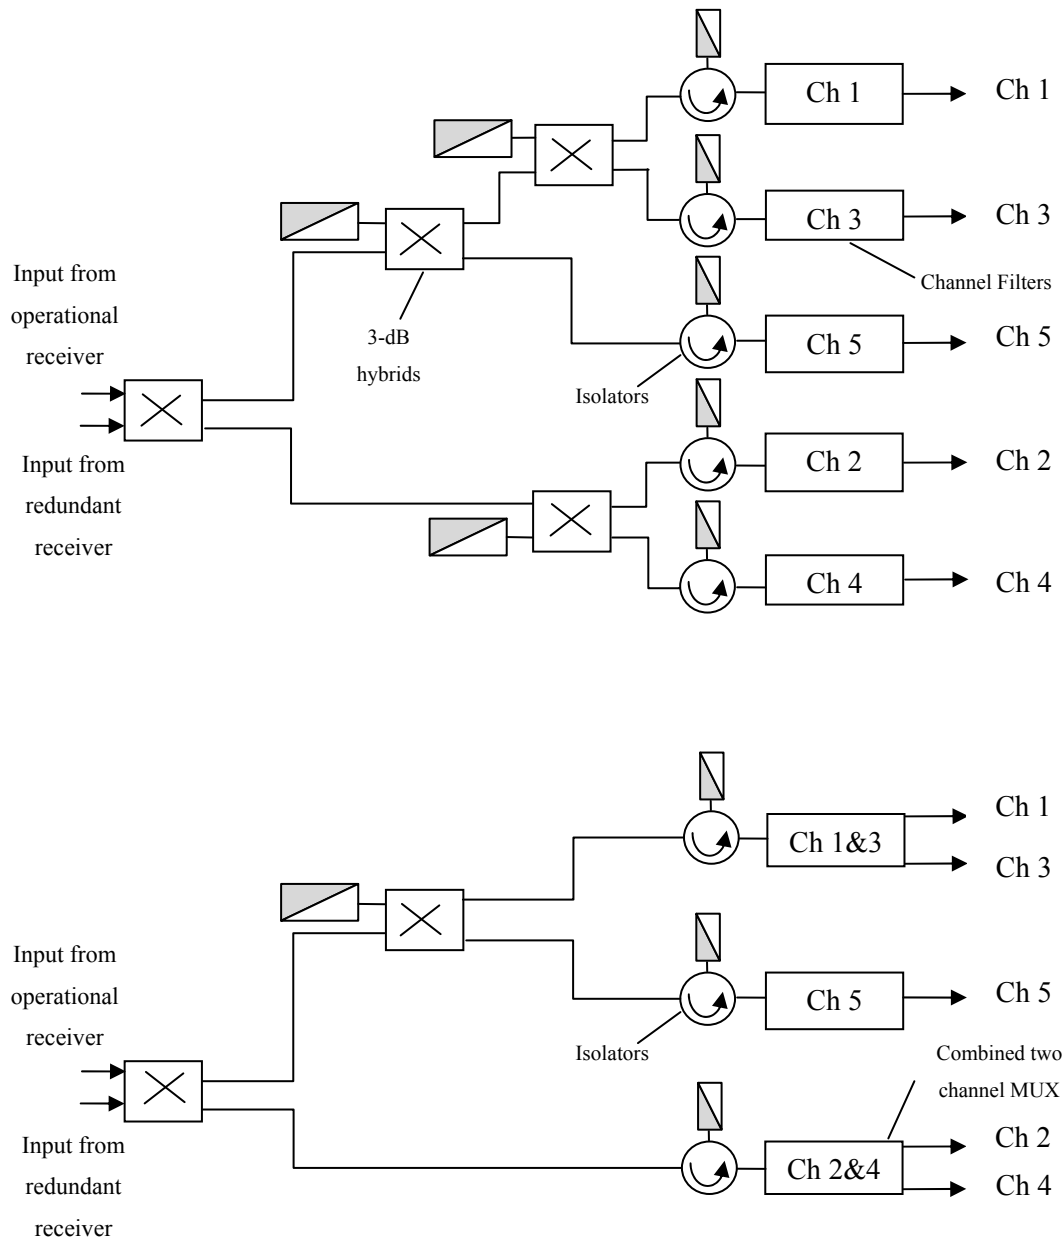 Ch 1
Ch 1
Ch 3
Ch 3
Channel Filters
Input from
operational
receiver
3-dB
hybrids
Ch 5
Ch 5
Isolators
Input from
redundant
receiver
Ch 2
Ch 2
Ch 4
Ch 4
Ch 1&3
Ch 1
Ch 3
Input from
operational
receiver
Ch 5
Ch 5
Isolators
Combined two
channel MUX
Input from
redundant
receiver
Ch 2&4
Ch 2
Ch 4